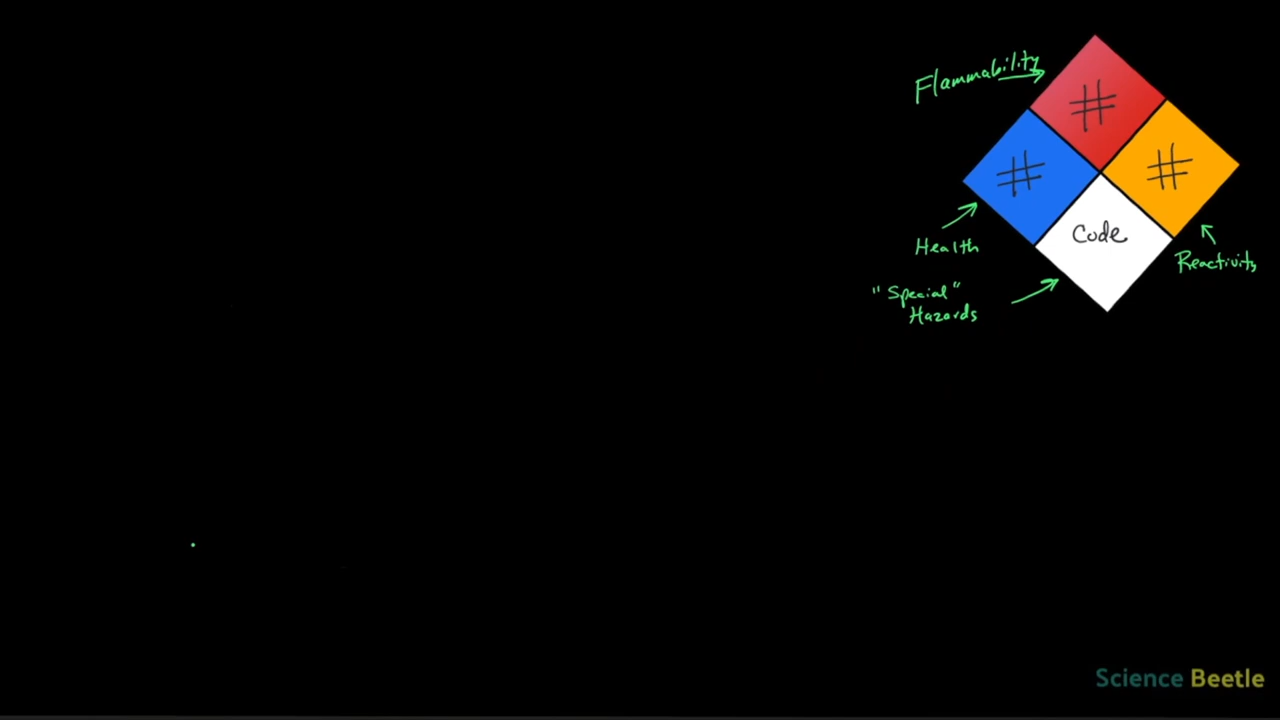 Flammability
#
# #
Code
Health
Reactivity
"Special"
Hazards
Science Beetle